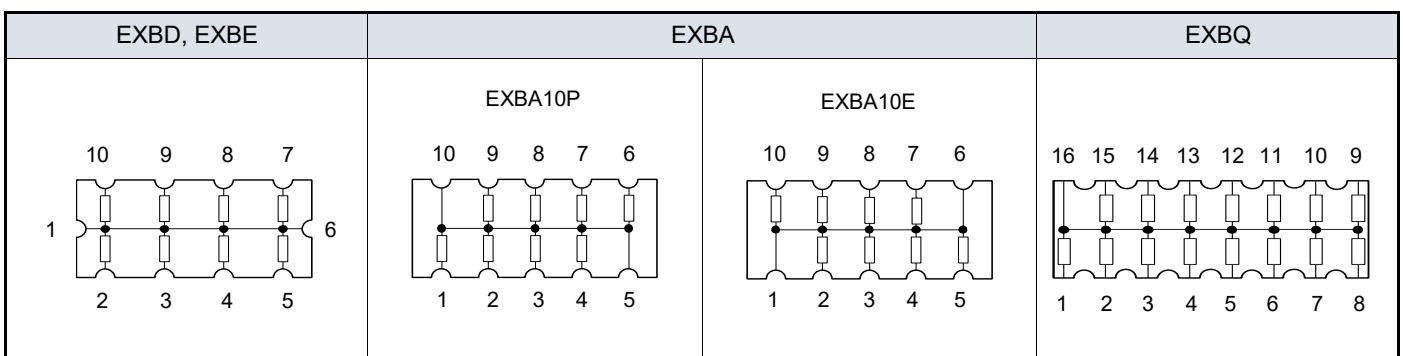 EXBD, EXBE EXBA EXBQ
EXBA10P EXBA10E
10 9 8 7 10 9 8 7 6 10 9 8 7 6 16 15 14 13 12 11 10 9
1 6
2 3 4 5 1 2 3 4 5 1 2 3 4 5 1 2 3 4 5 6 7 8